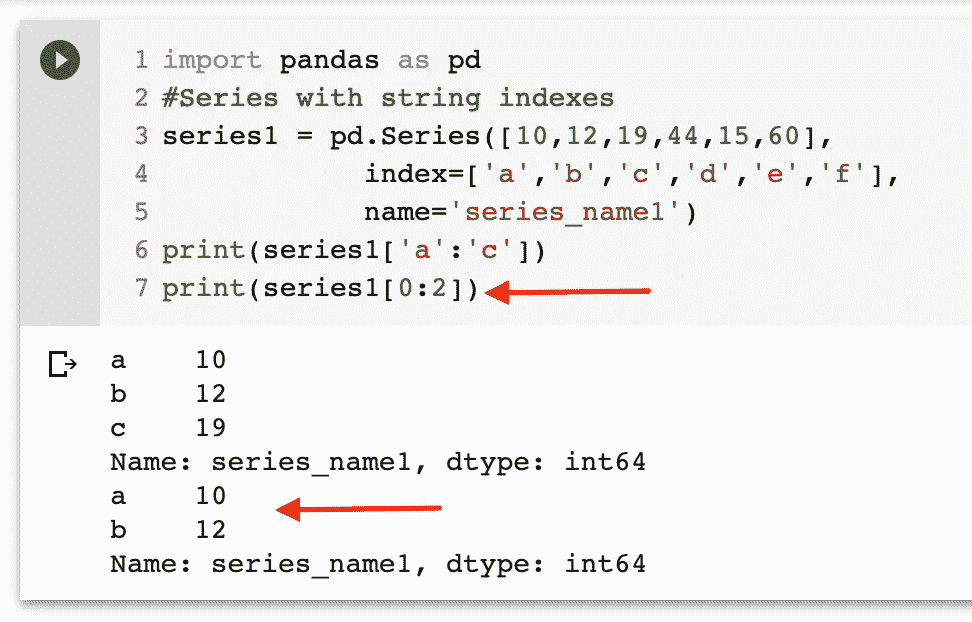 1 import pandas as pd
2 #Series with string indexes
3 series1 = pd.Series([10,12,19,44,15,60],
4             index=['a','b','c','d','e','f'],
5             name='series_name1')
6 print(series1['a':'c'])
7 print(series1[0:2])
a    10
b    12
c    19
Name: series_name1, dtype: int64
a    10
b    12
Name: series_name1, dtype: int64